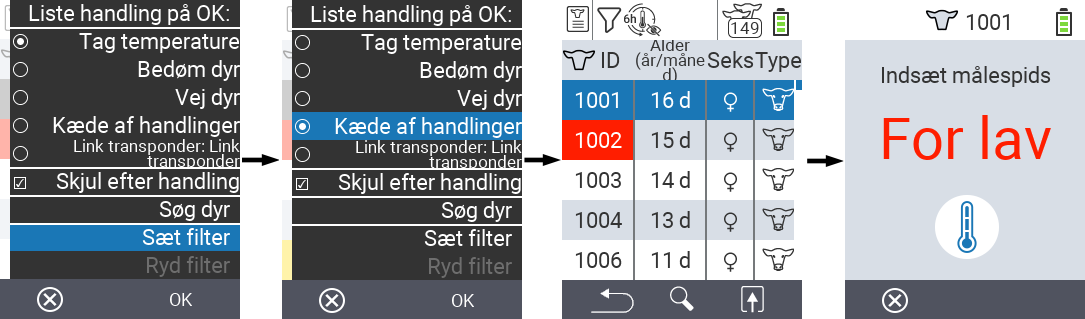 Liste handling på OK:
Tag temperature
Bedøm dyr
Vej dyr
Kæde af handlinger
Link transponder: Link
transponder
Skjul efter handling
Søg dyr
Sæt filter
Ryd filter
OK
Liste handling på OK:
Tag temperature
Bedøm dyr
Vej dyr
Kæde af handlinger
Link transponder: Link
transponder
Skjul efter handling
Søg dyr
Sæt filter
Ryd filter
OK
6h 149
ID Alder (år/måned) Seks Type
1001 16 d ♀
1002 15 d ♀
1003 14 d ♀
1004 13 d ♀
1006 11 d ♀
1001
Indsæt målespids
For lav